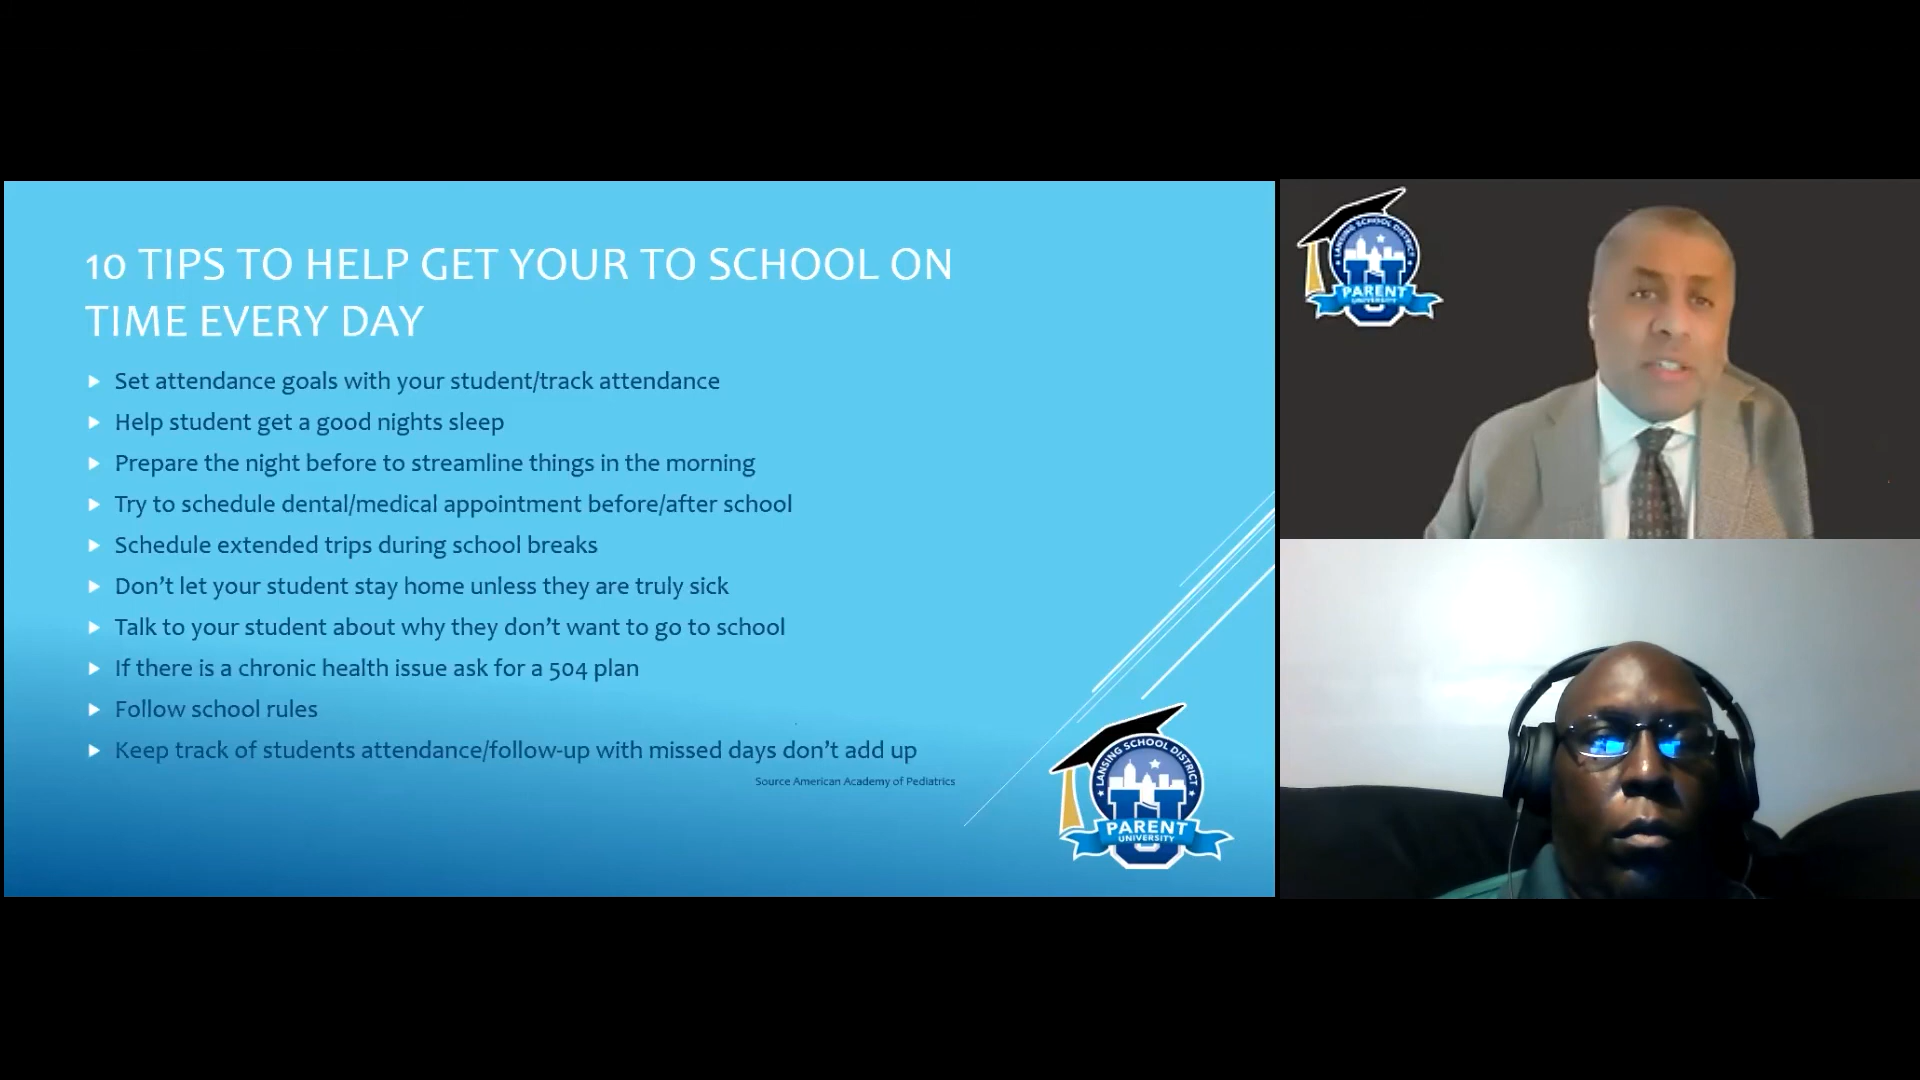 10 TIPS TO HELP GET YOUR TO SCHOOL ON
TIME EVERY DAY
Set attendance goals with your student/track attendance
Help student get a good nights sleep
Prepare the night before to streamline things in the morning
Try to schedule dental/medical appointment before/after school
Schedule extended trips during school breaks
Don’t let your student stay home unless they are truly sick
Talk to your student about why they don’t want to go to school
If there is a chronic health issue ask for a 504 plan
Follow school rules
Keep track of students attendance/follow-up with missed days don’t add up
Source American Academy of Pediatrics
LANSING SCHOOL DISTRICT
U
PARENT
UNIVERSITY
LANSING SCHOOL DISTRICT
U
PARENT
UNIVERSITY